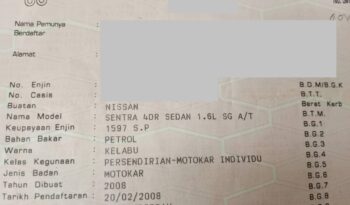 Nama Pemunya
Berdaftar
Alamat
No. Enjin B.D.M/B.G.K
No. Casis B.T.T.
Buatan : NISSAN Berat Kerb
Nama Model : SENTRA 4DR SEDAN 1.6L SG A/T B.T.M.
Keupayaan Enjin : 1597 S.P B.G.1
Bahan Bakar : PETROL B.G.2
Warna : KELABU B.G.3
Kelas Kegunaan : PERSENDIRIAN-MOTOKAR INDIVIDU B.G.4
Jenis Badan : MOTOKAR B.G.5
Tahun Dibuat : 2008 B.G.6
Tarikh Pendaftaran : 20/02/2008 B.G.7
B.G.8